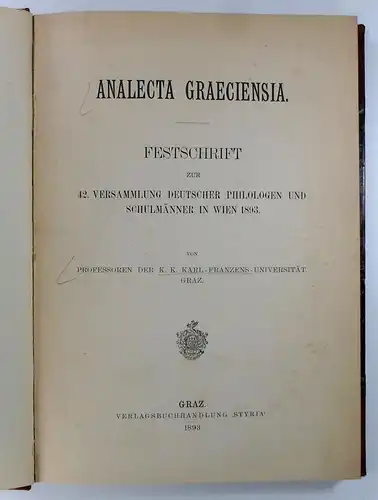 ANALECTA GRAECIENSIA.
FESTSCHRIFT
ZUR
42. VERSAMMLUNG DEUTSCHER PHILOLOGEN UND
SCHULMÄNNER IN WIEN 1893.
VON
PROFESSOREN DER K. K. KARL-FRANZENS-UNIVERSITÄT
GRAZ.
GRAZ.
VERLAGSBUCHHANDLUNG 'STYRIA'
1893